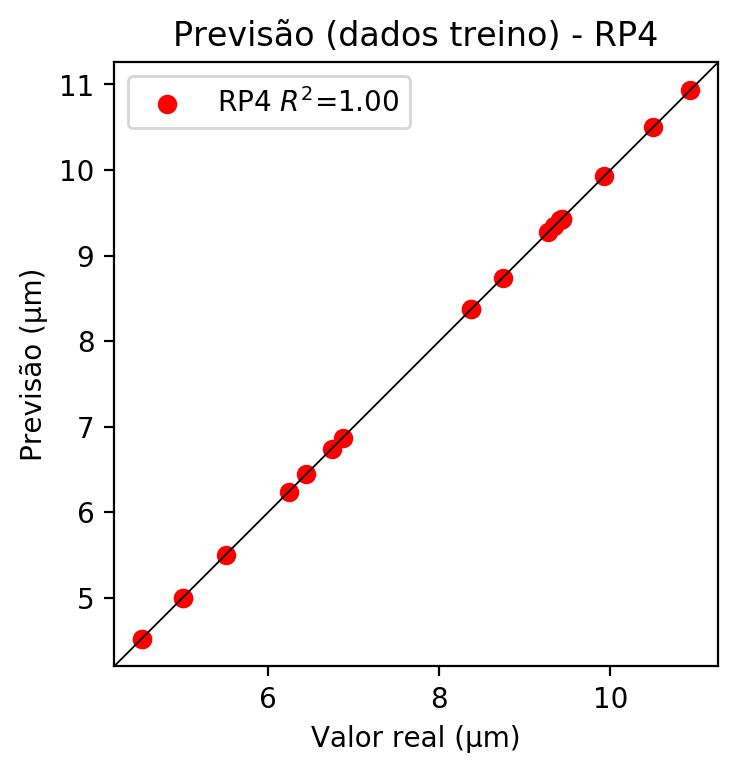 Previsão (dados treino) - RP4
RP4 R²=1.00
11
10
9
8
7
6
5
Previsão (μm)
6 8 10
Valor real (μm)